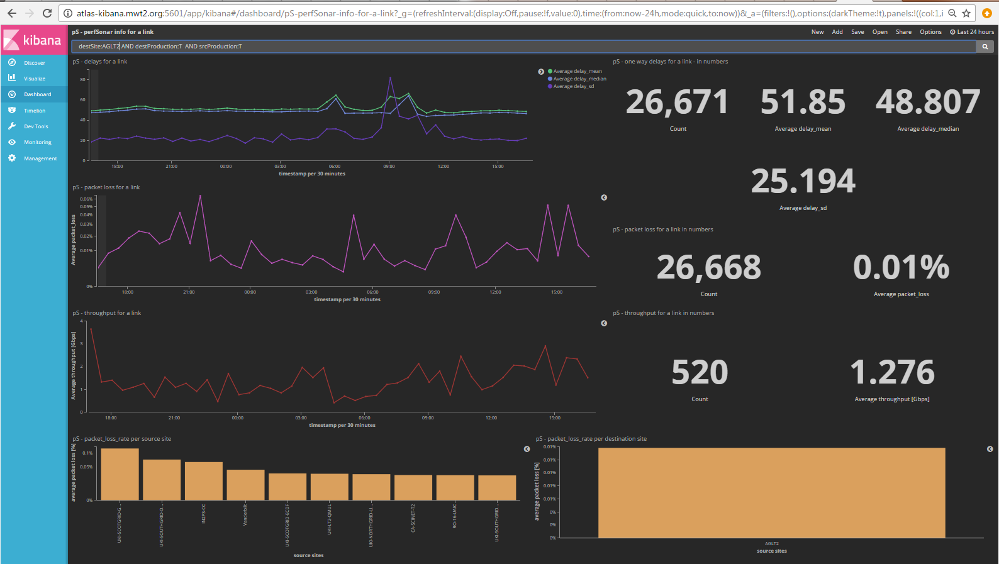 atlas-kibana.mwt2.org:5601/app/kibana#/dashboard/pS-perfSonar-info-for-a-link?_g=(refreshInterval:(display:Off,pause:!f,value:0),time:(from:now-24h,mode:quick,to:now))&_a=(filters:!(),options:(darkTheme:!t),panels:!((col:1,i
kibana
Discover
Visualize
Dashboard
Timelion
Dev Tools
Monitoring
Management
pS - perfSonar info for a link
New Add Save Open Share Options Last 24 hours
destSite:AGLT2 AND destProduction:T AND srcProduction:T
pS - delays for a link
80
60
40
20
0
18:00 21:00 00:00 03:00 06:00 09:00 12:00 15:00
timestamp per 30 minutes
Average delay_mean
Average delay_median
Average delay_sd
pS - one way delays for a link - in numbers
26,671 51.85 48.807
Count Average delay_mean Average delay_median
25.194
Average delay_sd
pS - packet loss for a link
Average packet_loss
0.06%
0.05%
0.04%
0.03%
0.02%
0.01%
0%
18:00 21:00 00:00 03:00 06:00 09:00 12:00 15:00
timestamp per 30 minutes
pS - packet loss for a link in numbers
26,668 0.01%
Count Average packet_loss
pS - throughput for a link
Average throughput [Gbps]
4
3
2
1
0
18:00 21:00 00:00 03:00 06:00 09:00 12:00 15:00
timestamp per 30 minutes
pS - throughput for a link in numbers
520 1.276
Count Average throughput [Gbps]
pS - packet_loss_rate per source site
average packet loss [%]
0.1%
0.05%
0%
UKI-SCOTGRID-G...
UKI-SOUTHGRID-O...
IN2P3-CC
Vanderbilt
UKI-SCOTGRID-ECDF
UKI-LT2-QMUL
UKI-NORTHGRID-LI...
CA-SCINET-T2
RO-16-UAIC
UKI-SOUTHGRID...
source sites
pS - packet_loss_rate per destination site
average packet loss [%]
0.01%
0.01%
0.01%
0.01%
0.01%
0%
0%
0%
AGLT2
source sites